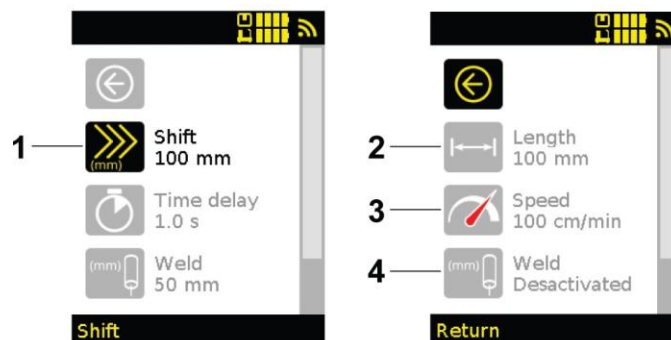 1
Shift
100 mm
(mm)
Time delay
1.0 s
(mm)
Weld
50 mm
Shift
2
Length
100 mm
3
Speed
100 cm/min
4
(mm)
Weld
Desactivated
Return